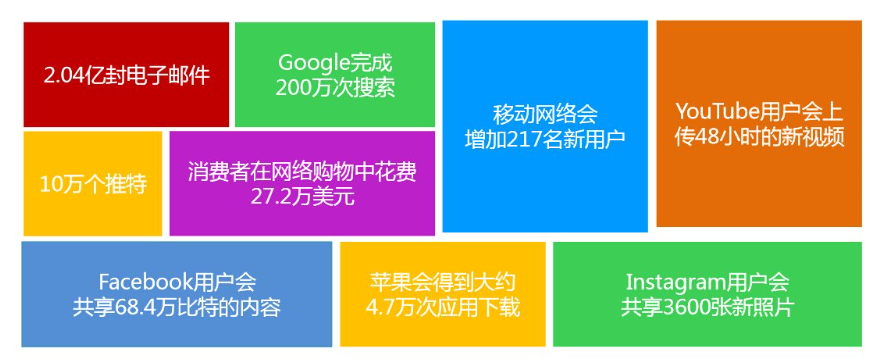 2.04亿封电子邮件
Google完成
200万次搜索
移动网络会
增加217名新用户
YouTube用户会上
传48小时的新视频
10万个推特
消费者在网络购物中花费
27.2万美元
Facebook用户会
共享68.4万比特的内容
苹果会得到大约
4.7万次应用下载
Instagram用户会
共享3600张新照片